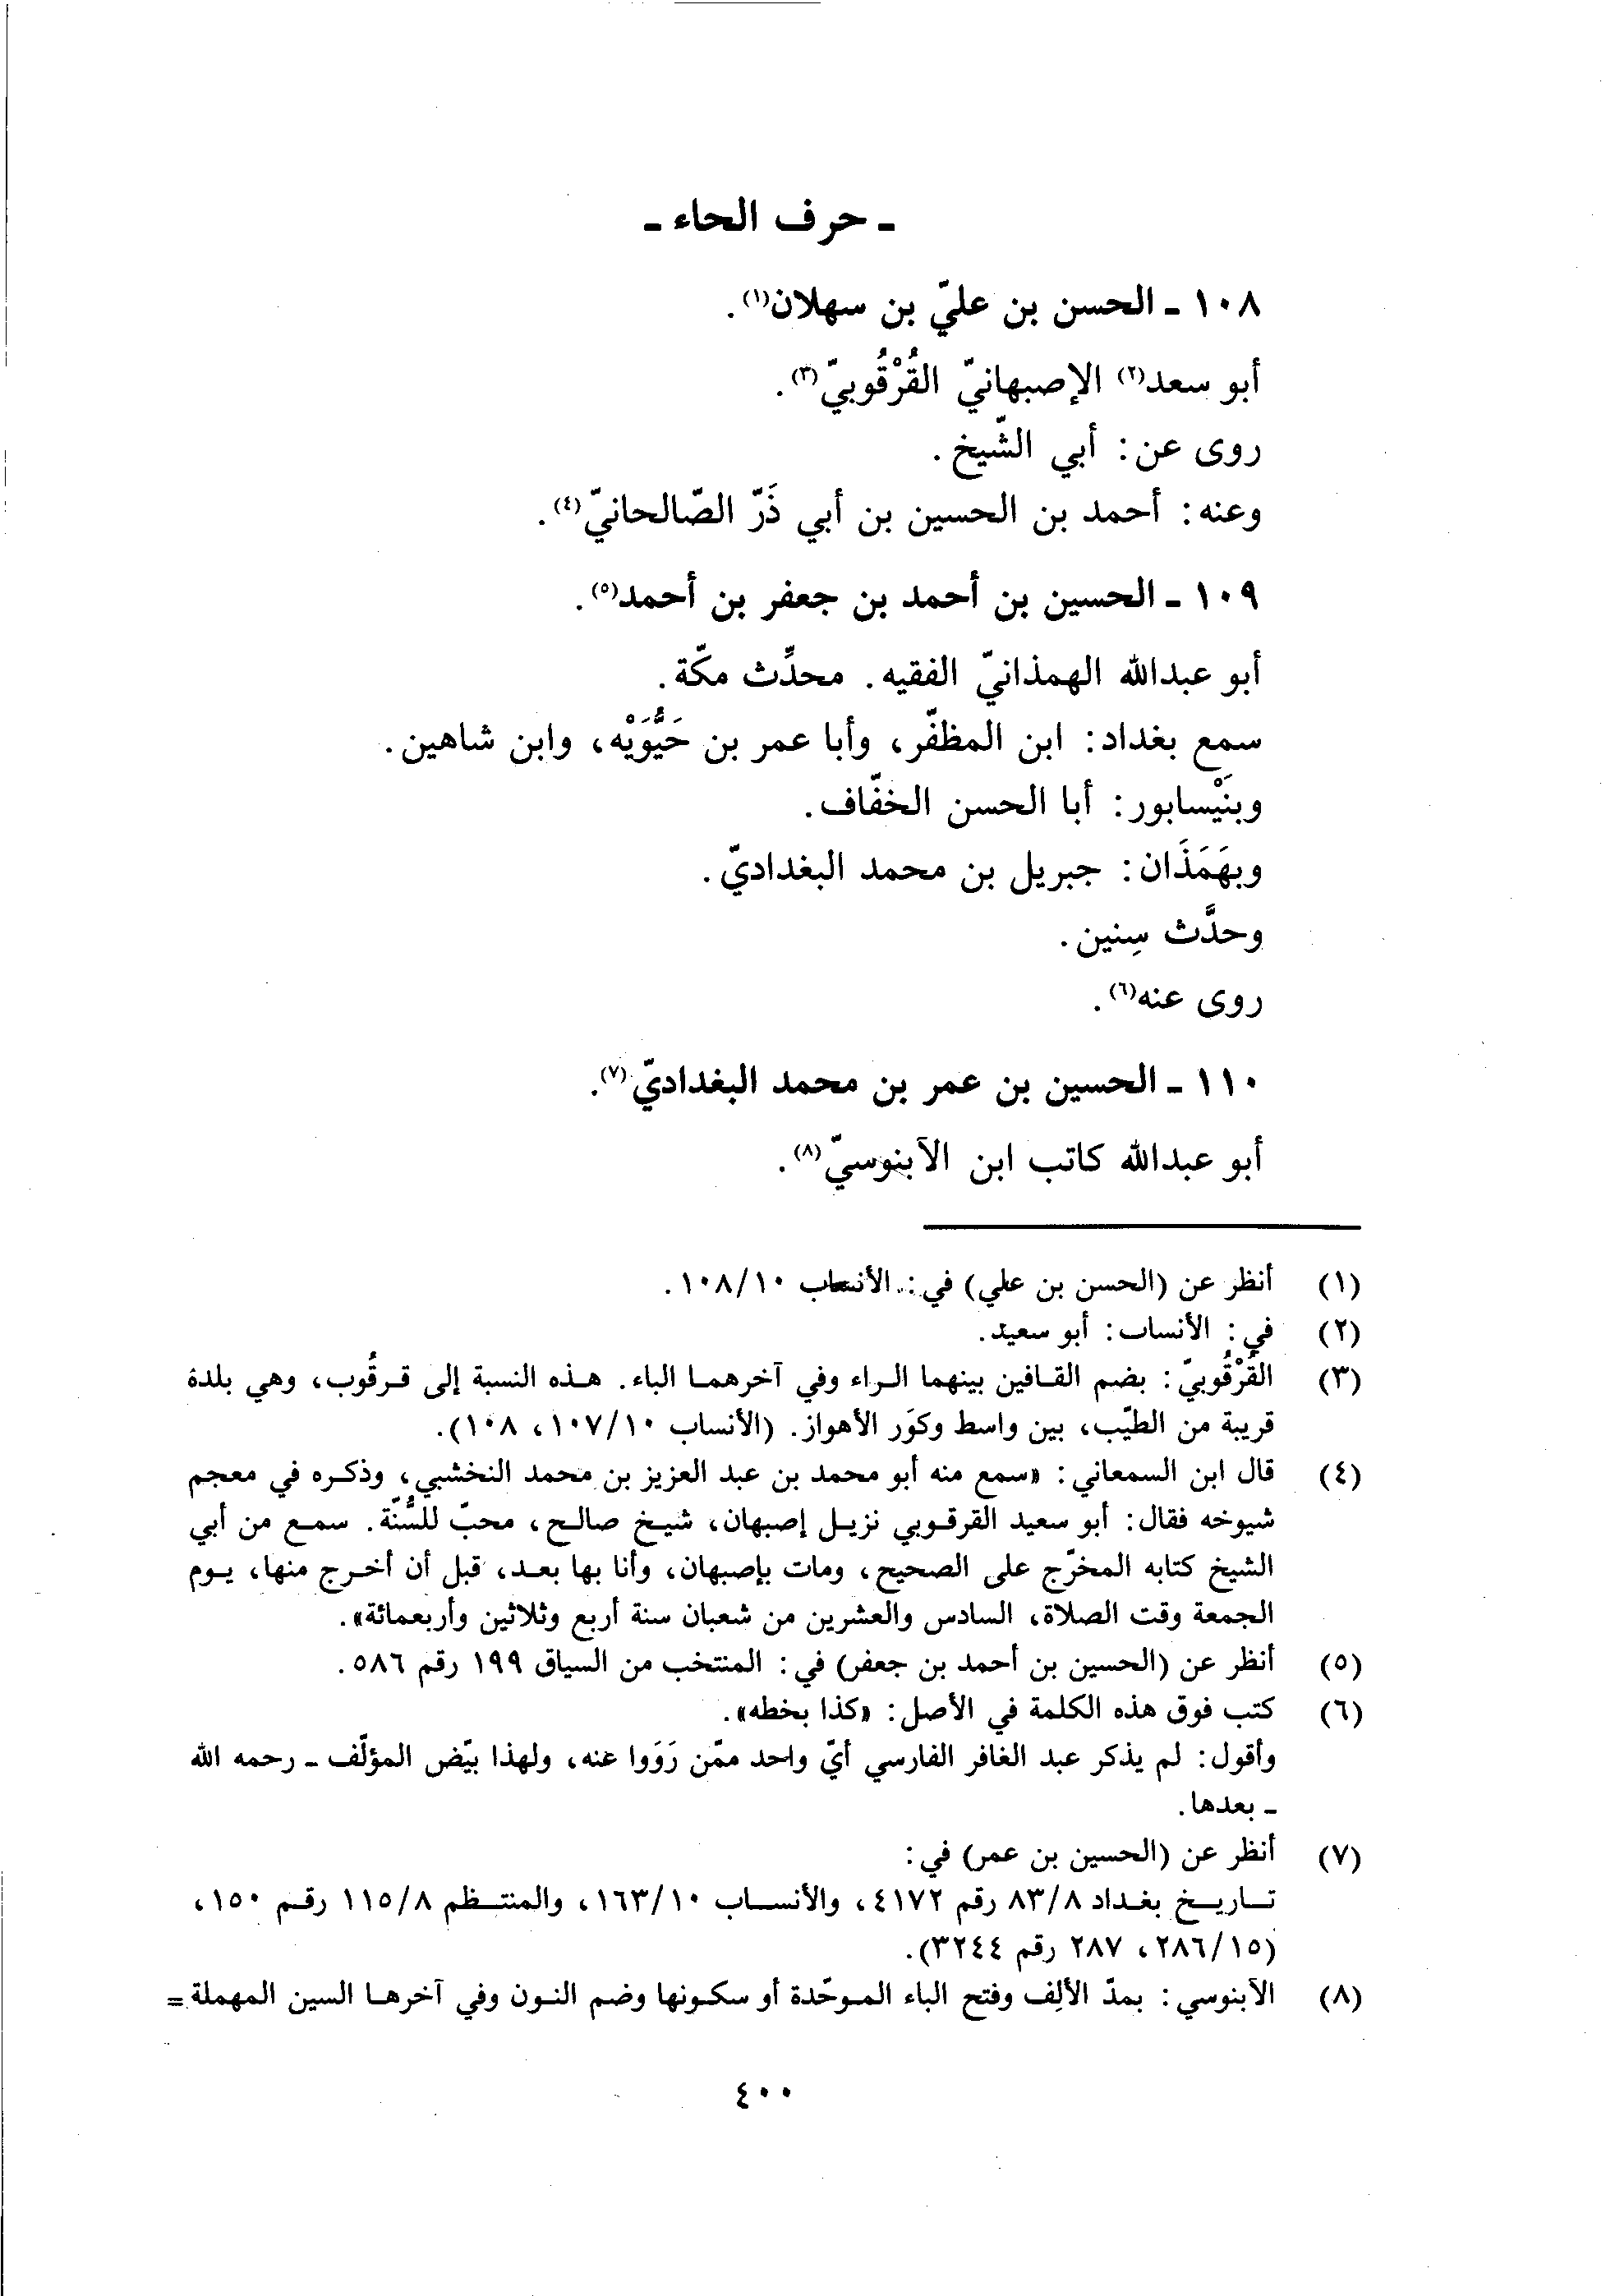 ـ حرف الحاء ـ
١٠٨ ـ الحسن بن عليّ بن سهلان(١).
أبو سعد(٢) الإصبهانيّ القُرْقُوبيّ(٣).
روى عن: أبي الشّيخ.
وعنه: أحمد بن الحسين بن أبي ذَرّ الصّالحانيّ(٤).
١٠٩ ـ الحسين بن أحمد بن جعفر بن أحمد(٥).
أبو عبدالله الهمذانيّ الفقيه. محدِّث مكّة.
سمع بغداد: ابن المظفّر، وأبا عمر بن حَيُّوَيْه، وابن شاهين.
وبنَيْسابور: أبا الحسن الخفّاف.
وبهَمَذَان: جبريل بن محمد البغداديّ.
وحدَّث سِنين.
روى عنه(٦).
١١٠ ـ الحسين بن عمر بن محمد البغداديّ(٧).
أبو عبدالله كاتب ابن الآبنوسيّ(٨).
(١) أنظر عن (الحسن بن علي) في: الأنساب ١٠٨/١٠.
(٢) في: الأنساب: أبو سعيد.
(٣) القُرْقُوبيّ: بضم القافين بينهما الراء وفي آخرهما الباء. هذه النسبة إلى قرقُوب، وهي بلدة
قريبة من الطيّب، بين واسط وكوَر الأهواز. (الأنساب ١٠٧/١٠، ١٠٨).
(٤) قال ابن السمعاني: «سمع منه أبو محمد بن عبد العزيز بن محمد النخشبي، وذكره في معجم
شيوخه فقال: أبو سعيد القرقوبي نزيل إصبهان، شيخ صالح، محبّ للسُّنّة. سمع من أبي
الشيخ كتابه المخرّج على الصحيح، ومات بإصبهان، وأنا بها بعد، قبل أن أخرج منها، يوم
الجمعة وقت الصلاة، السادس والعشرين من شعبان سنة أربع وثلاثين وأربعمائة».
(٥) أنظر عن (الحسين بن أحمد بن جعفر) في: المنتخب من السياق ١٩٩ رقم ٥٨٦.
(٦) كتب فوق هذه الكلمة في الأصل: «كذا بخطه».
وأقول: لم يذكر عبد الغافر الفارسي أيّ واحد ممّن رَوَوا عنه، ولهذا بيّض المؤلّف ـ رحمه الله
ـ بعدها.
(٧) أنظر عن (الحسين بن عمر) في:
تاريخ بغداد ٨٣/٨ رقم ٤١٧٢، والأنساب ١٦٣/١٠، والمنتظم ١١٥/٨ رقم ١٥٠،
(٢٨٦/١٥، ٢٨٧ رقم ٣٢٤٤).
(٨) الآبنوسي: بمدّ الألِف وفتح الباء الموحّدة أو سكونها وضم النون وفي آخرها السين المهملة =
٤٠٠